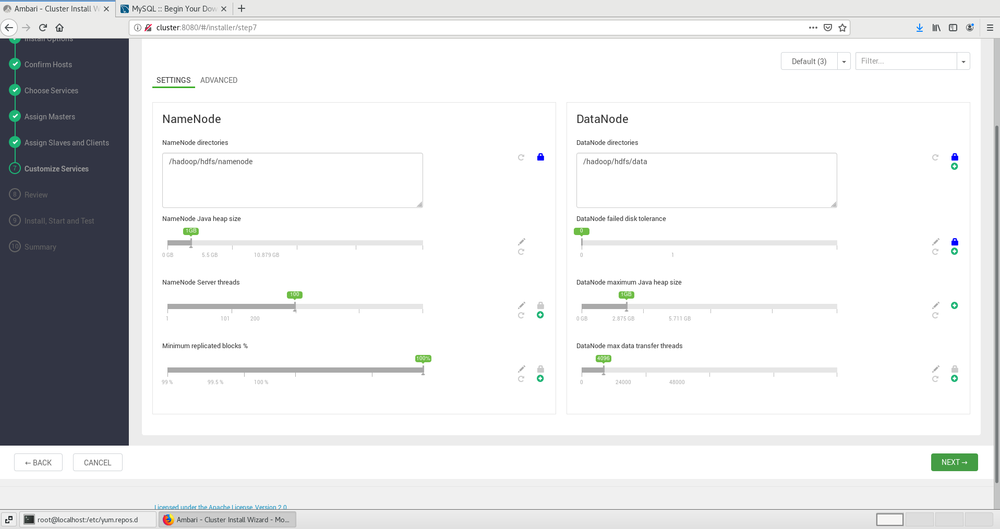 Ambari - Cluster Install W
MySQL :: Begin Your Dow
cluster:8080/#/installer/step7
Install Options
Confirm Hosts
Choose Services
Assign Masters
Assign Slaves and Clients
7 Customize Services
8 Review
9 Install, Start and Test
10 Summary
Default (3)
Filter...
SETTINGS
ADVANCED
NameNode
NameNode directories
/hadoop/hdfs/namenode
NameNode Java heap size
1GB
0 GB 5.5 GB 10.879 GB
NameNode Server threads
100
1 101 200
Minimum replicated blocks %
100%
99 % 99.5 % 100 %
DataNode
DataNode directories
/hadoop/hdfs/data
DataNode failed disk tolerance
0
0 1
DataNode maximum Java heap size
1GB
0 GB 2.875 GB 5.711 GB
DataNode max data transfer threads
4096
0 24000 48000
← BACK
CANCEL
NEXT →
Licensed under the Apache License, Version 2.0.
root@localhost:/etc/yum.repos.d
Ambari - Cluster Install Wizard - Mo...